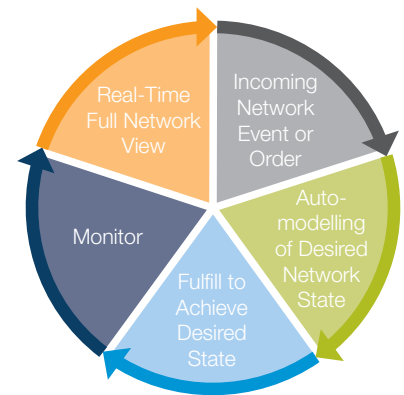 Real-Time
Full Network
View
Incoming
Network
Event or
Order
Auto-
modelling
of Desired
Network
State
Fulfill to
Achieve
Desired
State
Monitor